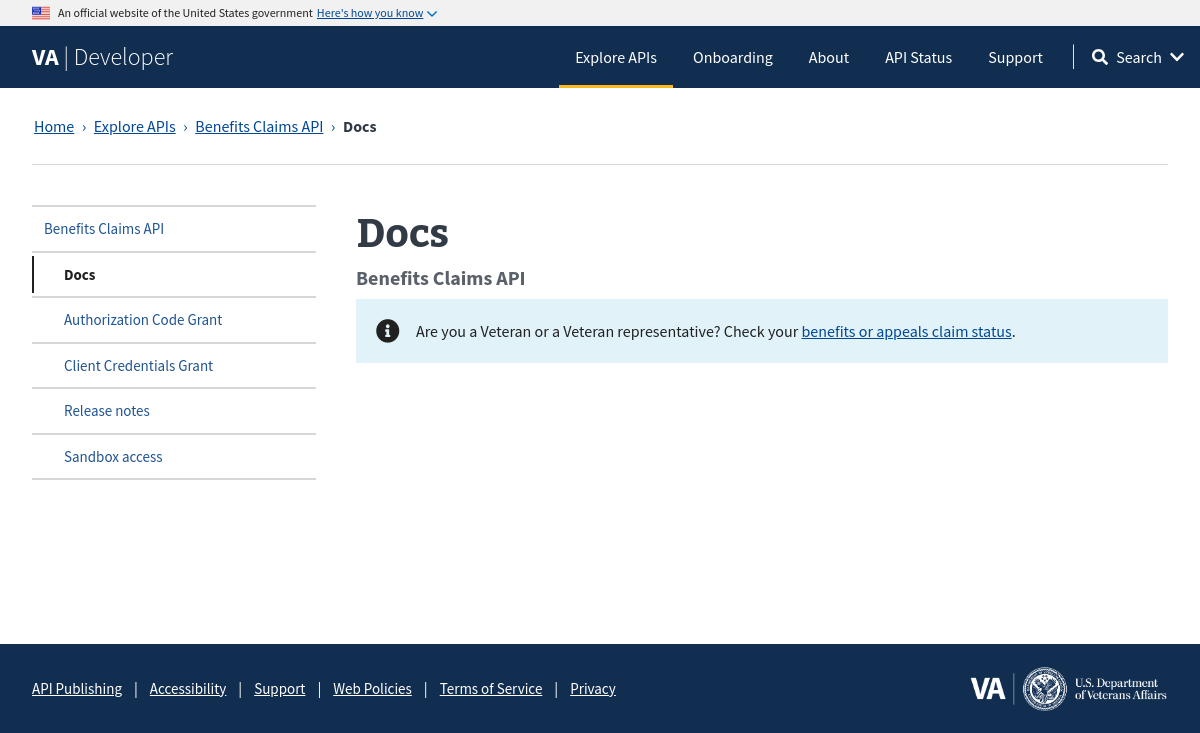 An official website of the United States government Here's how you know
VA | Developer
Explore APIs
Onboarding
About
API Status
Support
Search
Home › Explore APIs › Benefits Claims API › Docs
Benefits Claims API
Docs
Authorization Code Grant
Client Credentials Grant
Release notes
Sandbox access
Docs
Benefits Claims API
Are you a Veteran or a Veteran representative? Check your benefits or appeals claim status.
API Publishing | Accessibility | Support | Web Policies | Terms of Service | Privacy
VA
U.S. Department
of Veterans Affairs